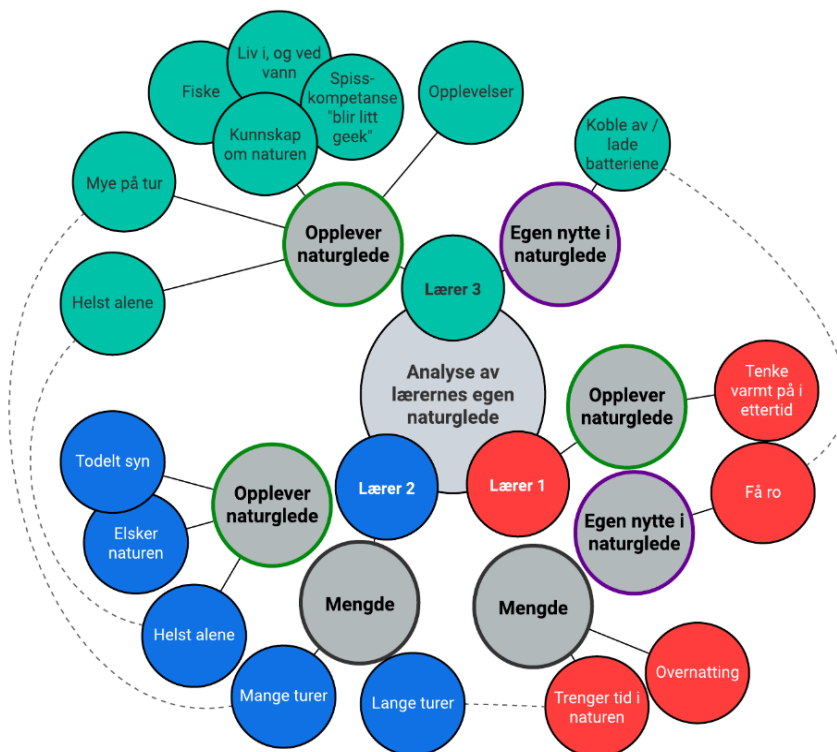 Liv i, og ved
vann
Fiske
Spiss-
kompetanse
"blir litt
geek"
Opplevelser
Kunnskap
om naturen
Koble av /
lade
batteriene
Mye på tur
Opplever
naturglede
Egen nytte i
naturglede
Helst alene
Lærer 3
Analyse av
lærernes egen
naturglede
Opplever
naturglede
Tenke
varmt på i
ettertid
Todelt syn
Opplever
naturglede
Lærer 2
Lærer 1
Få ro
Elsker
naturen
Egen nytte i
naturglede
Helst alene
Mengde
Mengde
Mange turer
Lange turer
Trenger tid i
naturen
Overnatting